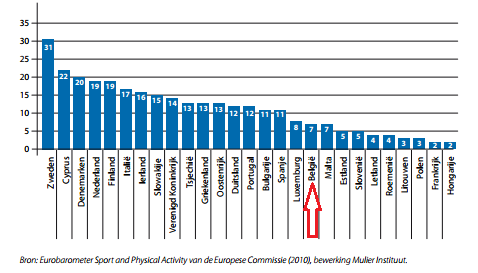 35
30
25
20
15
10
5
0
31
22
20
19
19
17
16
15
14
13
13
13
12
12
11
11
8
7
7
5
5
4
4
3
3
2
2
Zweden
Cyprus
Denemarken
Nederland
Finland
Italië
Ierland
Slowakije
Verenigd Koninkrijk
Tsjechië
Griekenland
Oostenrijk
Duitsland
Portugal
Bulgarije
Spanje
Luxemburg
België
Malta
Estland
Slovenië
Letland
Roemenië
Litouwen
Polen
Frankrijk
Hongarije
Bron: Eurobarometer Sport and Physical Activity van de Europese Commissie (2010), bewerking Mulier Instituut.